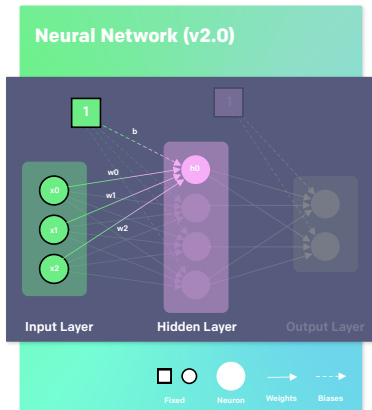 Neural Network (v2.0)
1
1
b
h0
w0
x0
w1
x1
w2
x2
Input Layer
Hidden Layer
Output Layer
Fixed
Neuron
Weights
Biases